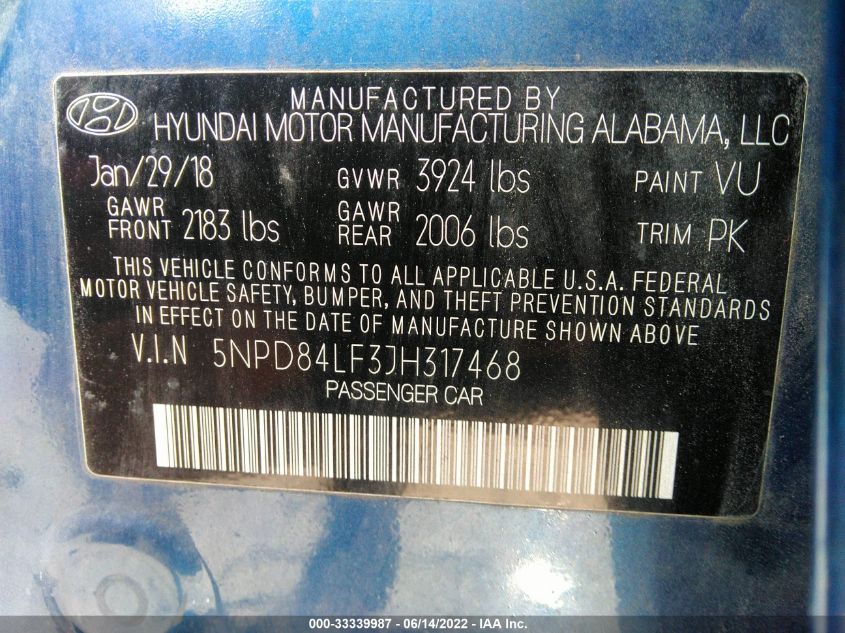 MANUFACTURED BY
HYUNDAI MOTOR MANUFACTURING ALABAMA, LLC
Jan/29/18 GVWR 3924 lbs PAINT VU
GAWR FRONT 2183 lbs GAWR REAR 2006 lbs TRIM PK
THIS VEHICLE CONFORMS TO ALL APPLICABLE U.S.A. FEDERAL
MOTOR VEHICLE SAFETY, BUMPER, AND THEFT PREVENTION STANDARDS
IN EFFECT ON THE DATE OF MANUFACTURE SHOWN ABOVE
V.I.N 5NPD84LF3JH317468
PASSENGER CAR
000-33339987 - 06/14/2022 - IAA Inc.